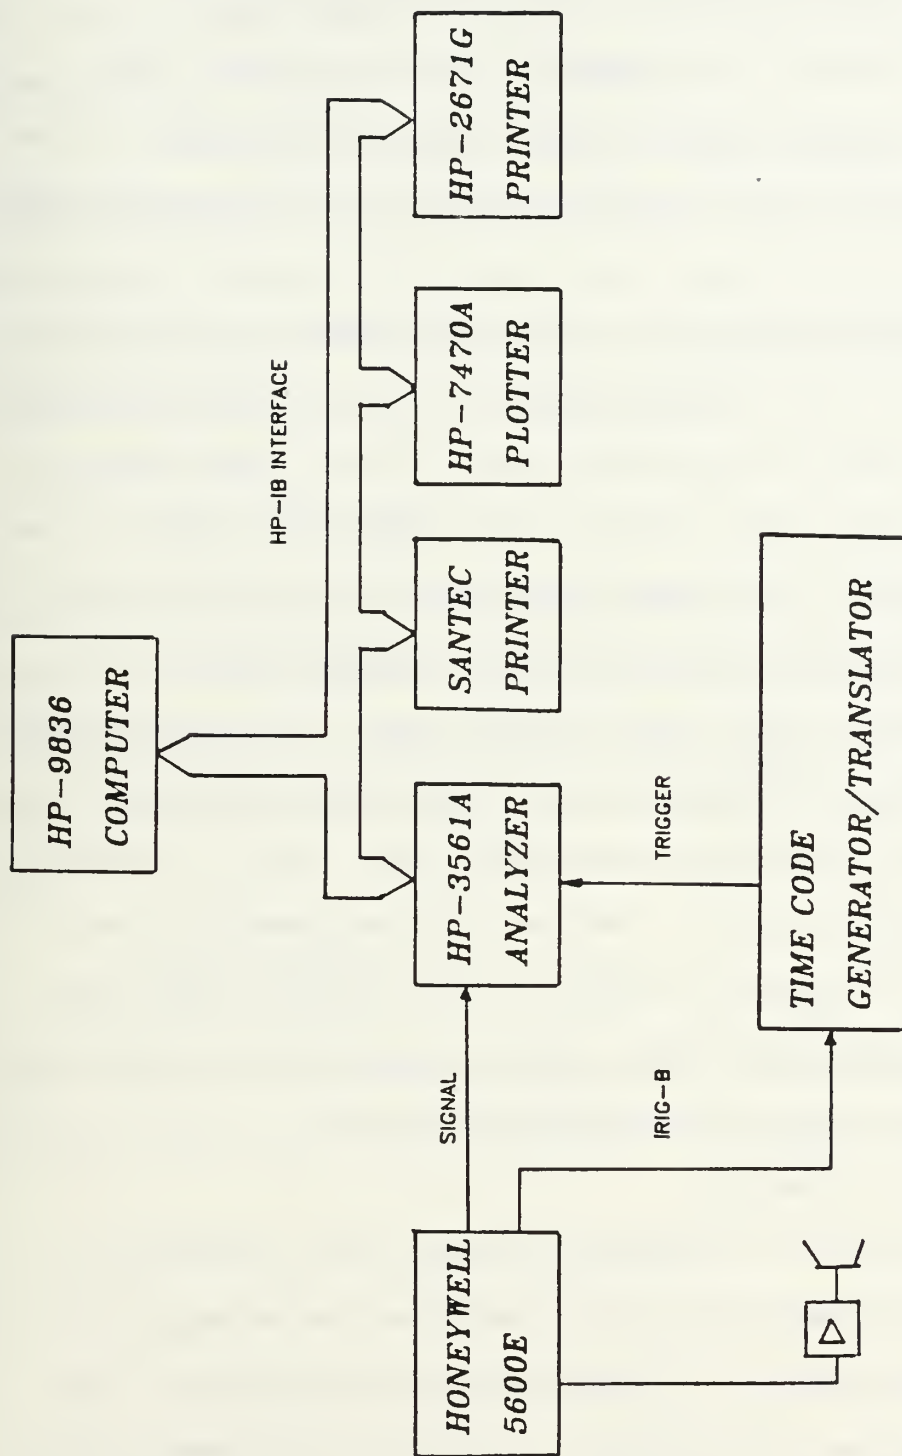 HP-9836
COMPUTER
HP-IB INTERFACE
HONEYWELL
5600E
SIGNAL
HP-3561A
ANALYZER
SANTEC
PRINTER
HP-7470A
PLOTTER
HP-2671G
PRINTER
IRIG-B
TRIGGER
TIME CODE
GENERATOR/TRANSLATOR